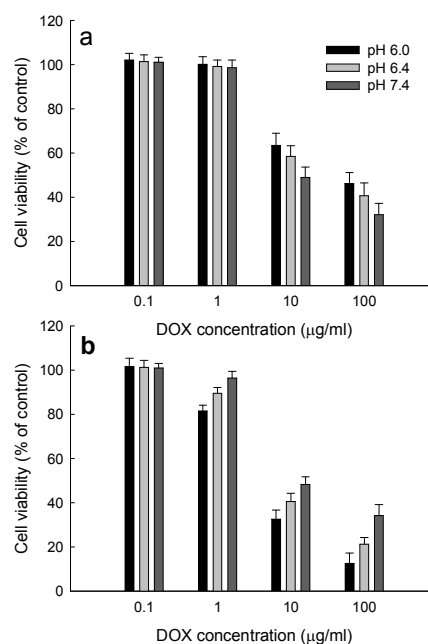 a
120
100
80
60
40
20
0
Cell viability (% of control)
pH 6.0
pH 6.4
pH 7.4
0.1 1 10 100
DOX concentration (μg/ml)
b
120
100
80
60
40
20
0
Cell viability (% of control)
0.1 1 10 100
DOX concentration (μg/ml)